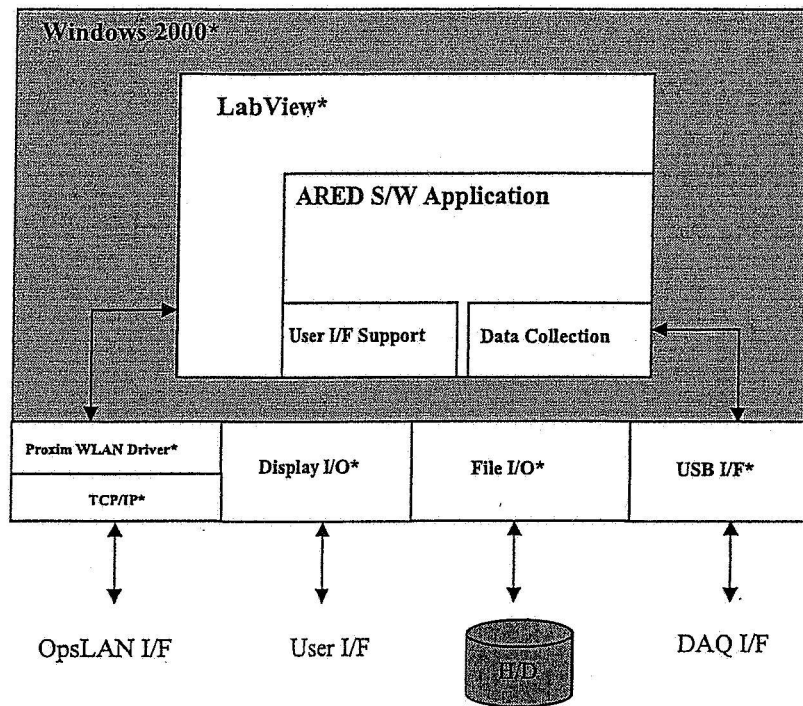 Windows 2000*
LabView*
ARED S/W Application
User I/F Support
Data Collection
Proxim WLAN Driver*
TCP/IP*
Display I/O*
File I/O*
USB I/F*
OpsLAN I/F
User I/F
H/D
DAQ I/F